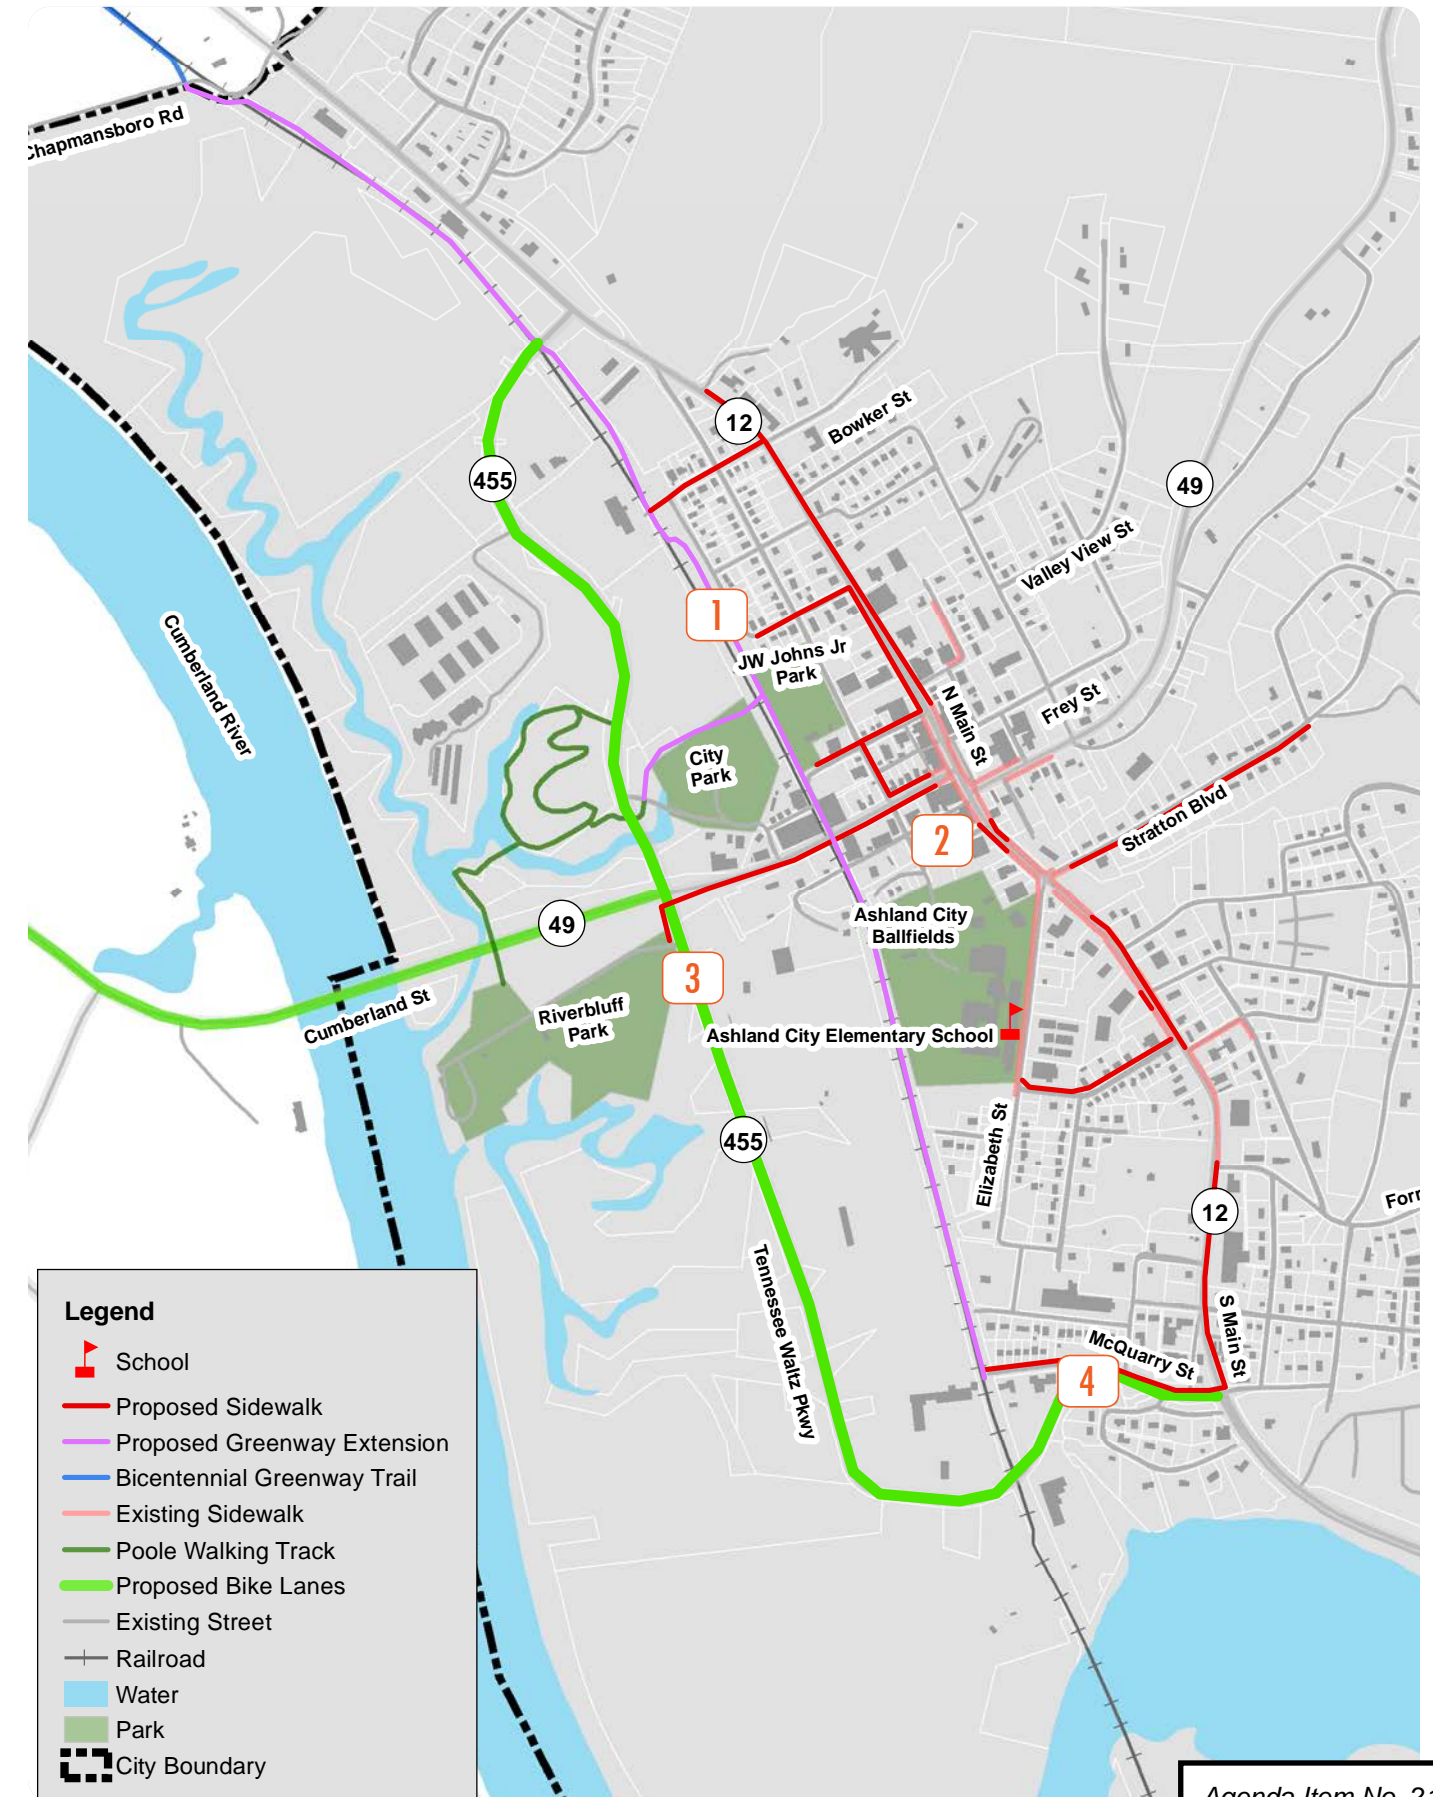 Chapmansboro Rd
12
Bowker St
455
49
Valley View St
1
Cumberland River
JW Johns Jr
Park
N Main St
Frey St
City
Park
2
Stratton Blvd
49
Ashland City
Ballfields
3
Cumberland St
Riverbluff
Park
Ashland City Elementary School
455
Elizabeth St
12
Tennessee Waltz Pkwy
S Main St
McQuarry St
4
Legend
School
Proposed Sidewalk
Proposed Greenway Extension
Bicentennial Greenway Trail
Existing Sidewalk
Poole Walking Track
Proposed Bike Lanes
Existing Street
Railroad
Water
Park
City Boundary
Agenda Item No.